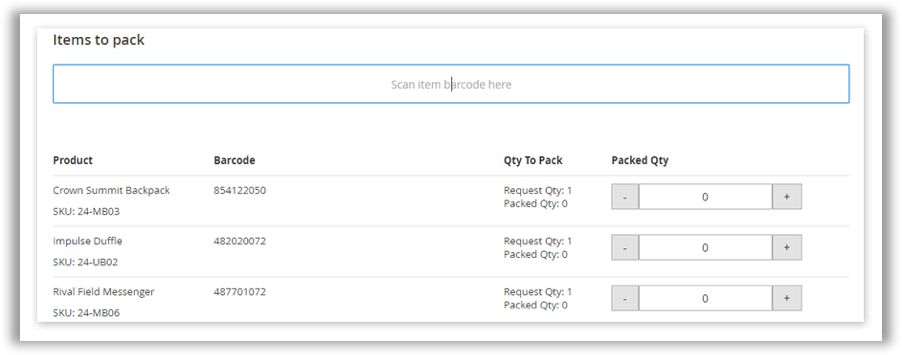 Items to pack
Scan item barcode here
Product Barcode Qty To Pack Packed Qty
Crown Summit Backpack 854122050 Request Qty: 1 - 0 +
SKU: 24-MB03 Packed Qty: 0
Impulse Duffle 482020072 Request Qty: 1 - 0 +
SKU: 24-UB02 Packed Qty: 0
Rival Field Messenger 487701072 Request Qty: 1 - 0 +
SKU: 24-MB06 Packed Qty: 0